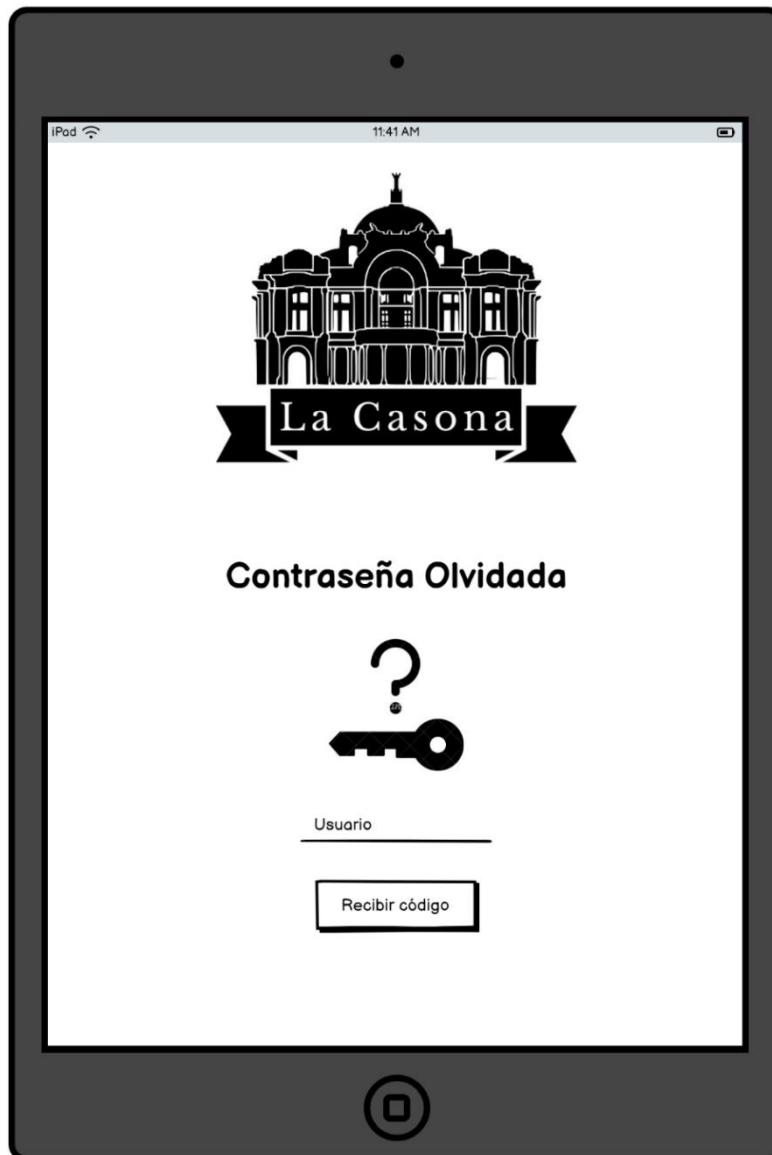 iPad
11:41 AM
La Casona
Contraseña Olvidada
?
Usuario
Recibir código